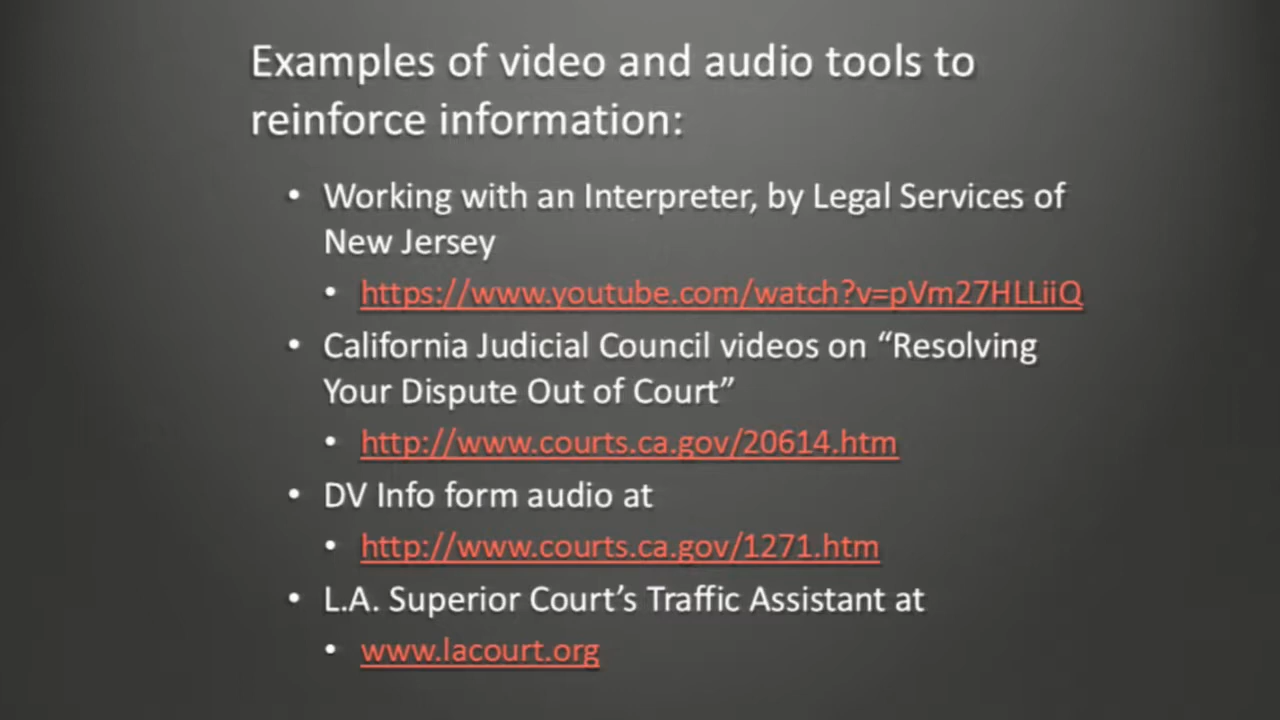 Examples of video and audio tools to
reinforce information:
• Working with an Interpreter, by Legal Services of
New Jersey
• https://www.youtube.com/watch?v=pVm27HLLiiQ
• California Judicial Council videos on “Resolving
Your Dispute Out of Court”
• http://www.courts.ca.gov/20614.htm
• DV Info form audio at
• http://www.courts.ca.gov/1271.htm
• L.A. Superior Court’s Traffic Assistant at
• www.lacourt.org